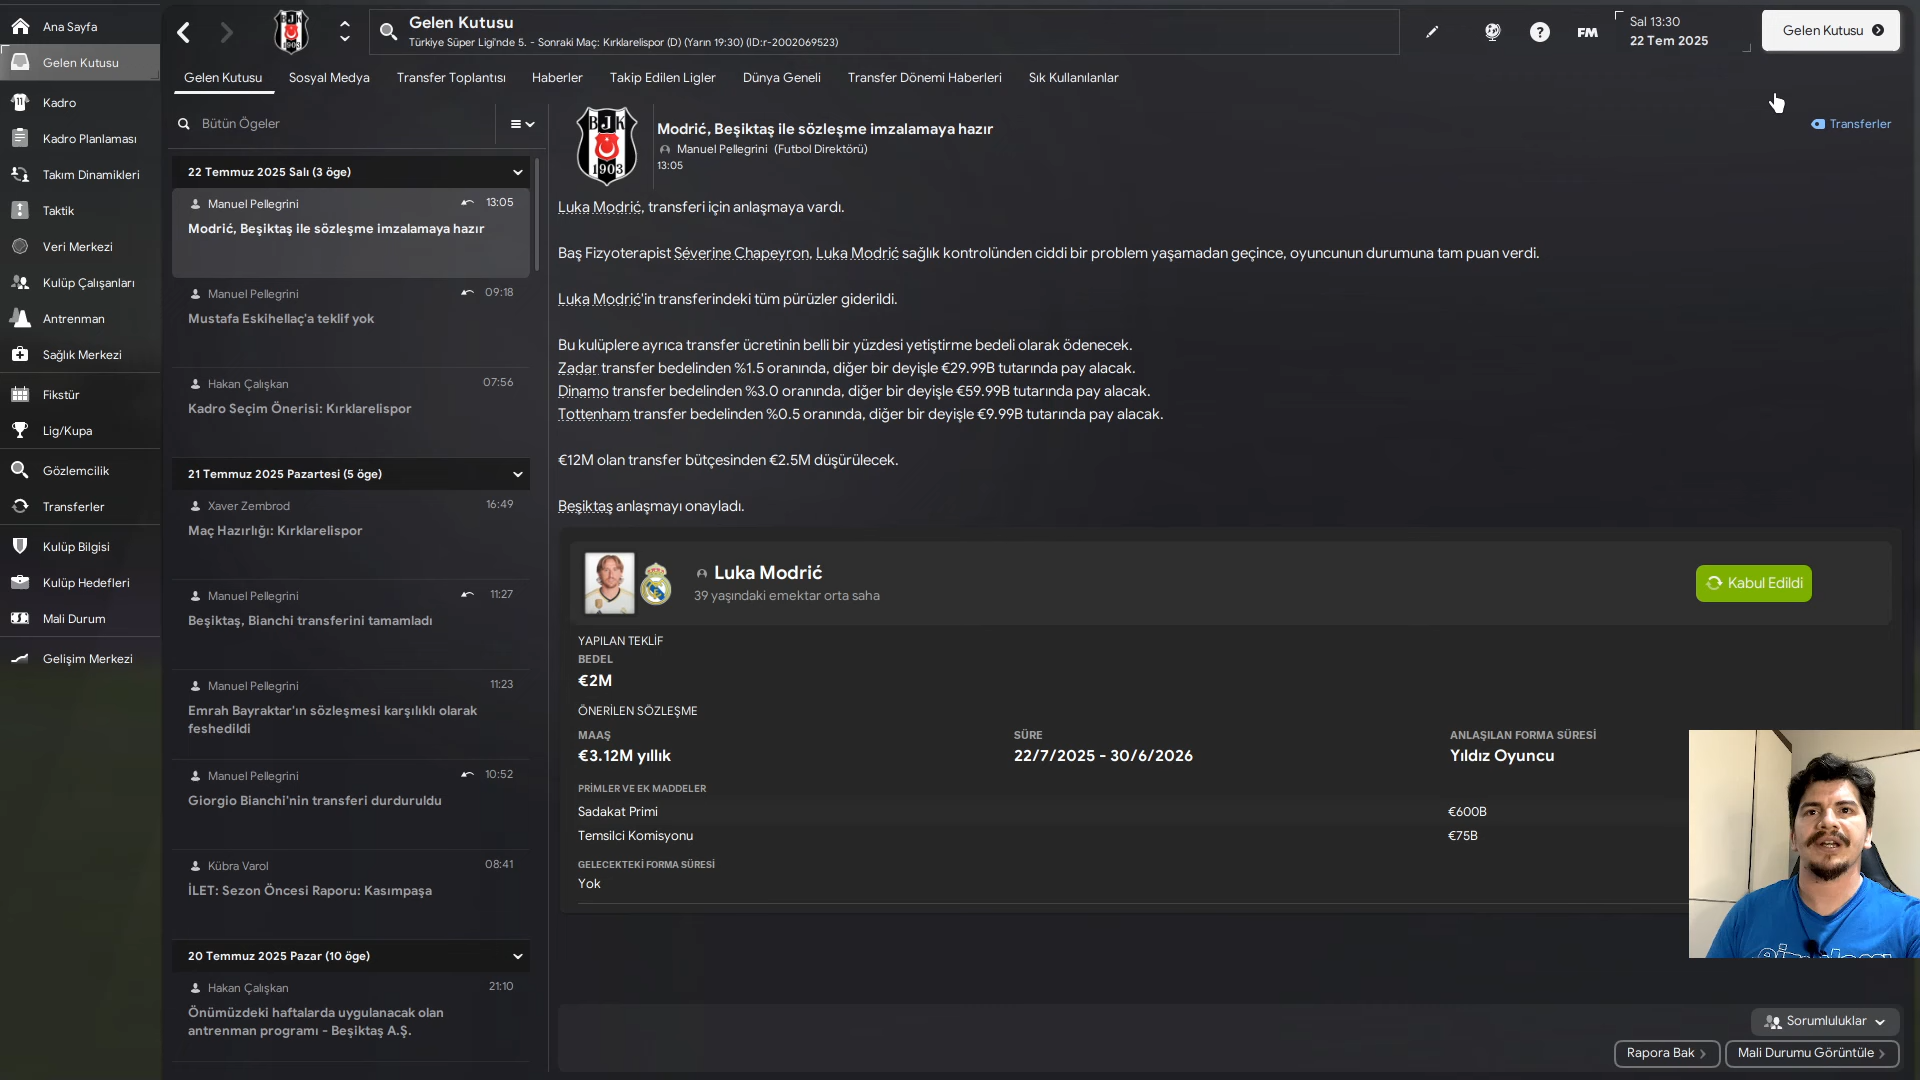 Ana Sayfa
Gelen Kutusu
Kadro
Kadro Planlaması
Takım Dinamikleri
Taktik
Veri Merkezi
Kulüp Çalışanları
Antrenman
Sağlık Merkezi
Fikstür
Lig/Kupa
Gözlemcilik
Transferler
Kulüp Bilgisi
Kulüp Hedefleri
Mali Durum
Gelişim Merkezi
Gelen Kutusu
Türkiye Süper Ligi'nde 5. - Sonraki Maç: Kırklarelispor (D) (Yarın 19:30) (ID:r-2002069523)
FM
Sal 13:30
22 Tem 2025
Gelen Kutusu
Gelen Kutusu Sosyal Medya Transfer Toplantısı Haberler Takip Edilen Ligler Dünya Geneli Transfer Dönemi Haberleri Sık Kullanılanlar
Bütün Ögeler
22 Temmuz 2025 Salı (3 öge)
Manuel Pellegrini 13:05
Modrić, Beşiktaş ile sözleşme imzalamaya hazır
Manuel Pellegrini 09:18
Mustafa Eskihellaç'a teklif yok
Hakan Çalışkan 07:56
Kadro Seçim Önerisi: Kırklarelispor
21 Temmuz 2025 Pazartesi (5 öge)
Xaver Zembrod 16:49
Maç Hazırlığı: Kırklarelispor
Manuel Pellegrini 11:27
Beşiktaş, Bianchi transferini tamamladı
Manuel Pellegrini 11:23
Emrah Bayraktar'ın sözleşmesi karşılıklı olarak
feshedildi
Manuel Pellegrini 10:52
Giorgio Bianchi'nin transferi durduruldu
Kübra Varol 08:41
İLET: Sezon Öncesi Raporu: Kasımpaşa
20 Temmuz 2025 Pazar (10 öge)
Hakan Çalışkan 21:10
Önümüzdeki haftalarda uygulanacak olan
antrenman programı - Beşiktaş A.Ş.
BJK
1903
Modrić, Beşiktaş ile sözleşme imzalamaya hazır
Manuel Pellegrini (Futbol Direktörü)
13:05
Transferler
Luka Modrić, transferi için anlaşmaya vardı.
Baş Fizyoterapist Séverine Chapeyron, Luka Modrić sağlık kontrolünden ciddi bir problem yaşamadan geçince, oyuncunun durumuna tam puan verdi.
Luka Modrić'in transferindeki tüm pürüzler giderildi.
Bu kulüplere ayrıca transfer ücretinin belli bir yüzdesi yetiştirme bedeli olarak ödenecek.
Zadar transfer bedelinden %1.5 oranında, diğer bir deyişle €29.99B tutarında pay alacak.
Dinamo transfer bedelinden %3.0 oranında, diğer bir deyişle €59.99B tutarında pay alacak.
Tottenham transfer bedelinden %0.5 oranında, diğer bir deyişle €9.99B tutarında pay alacak.
€12M olan transfer bütçesinden €2.5M düşürülecek.
Beşiktaş anlaşmayı onayladı.
Luka Modrić
39 yaşındaki emektar orta saha
Kabul Edildi
YAPILAN TEKLİF
BEDEL
€2M
ÖNERİLEN SÖZLEŞME
MAAŞ SÜRE ANLAŞILAN FORMA SÜRESİ
€3.12M yıllık 22/7/2025 - 30/6/2026 Yıldız Oyuncu
PRİMLER VE EK MADDELER
Sadakat Primi €600B
Temsilci Komisyonu €75B
GELECEKTEKİ FORMA SÜRESİ
Yok
Sorumluluklar
Rapora Bak
Mali Durumu Görüntüle